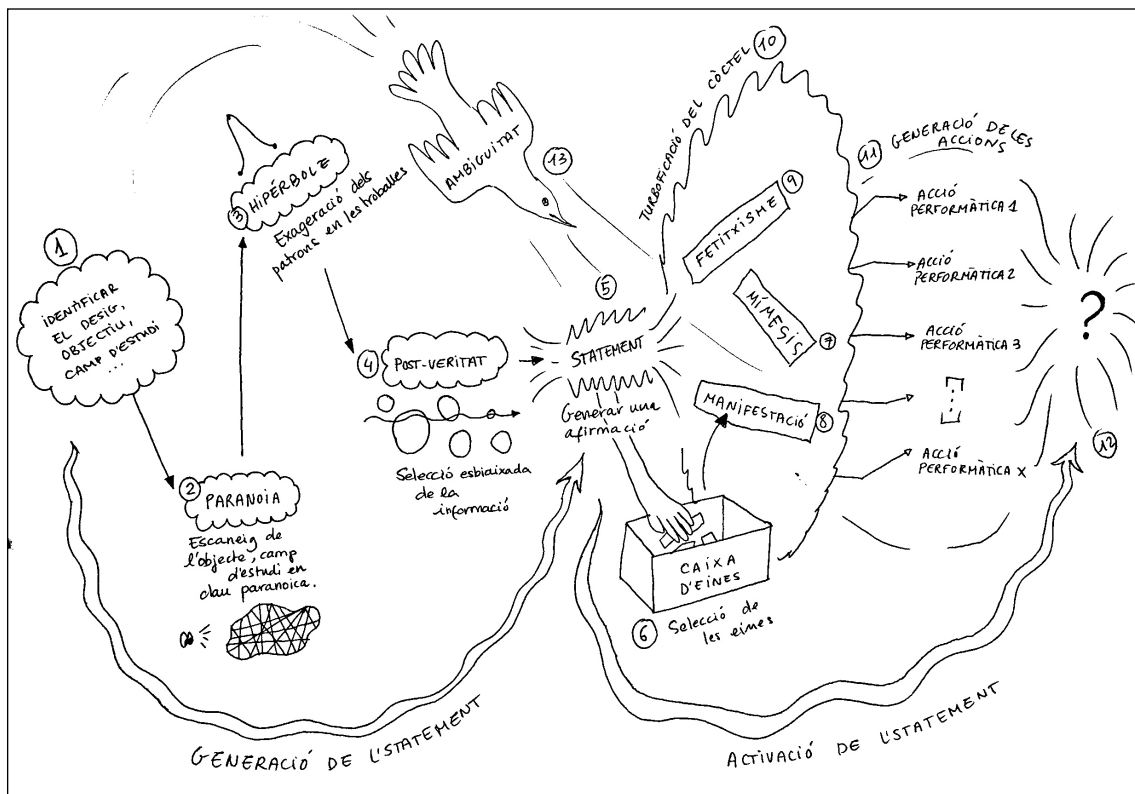 1
IDENTIFICAR
EL DESIG,
OBJECTIU,
CAMP D'ESTUDI
...
2
PARANOIA
Escaneig de
l'objecte, camp
d'estudi en
clau paranoica.
3
HIPÉRBOLE
Exageració dels
patrons en les troballes
4
POST-VERITAT
Selecció esbiaixada
de la
informació
5
STATEMENT
Generar una
afirmació
GENERACIÓ DE L'STATEMENT
6
CAIXA
D'EINES
Selecció de
les eines
MÍMESIS
7
MANIFESTACIÓ
8
FETITXISME
9
TURBOFICACIÓ DEL CÒCTEL
10
11
GENERACIÓ DE LES
ACCIONS
ACCIÓ
PERFORMÀTICA 1
ACCIÓ
PERFORMÀTICA 2
ACCIÓ
PERFORMÀTICA 3
[...]
ACCIÓ
PERFORMÀTICA X
?
12
AMBIGUITAT
13
ACTIVACIÓ DE L'STATEMENT